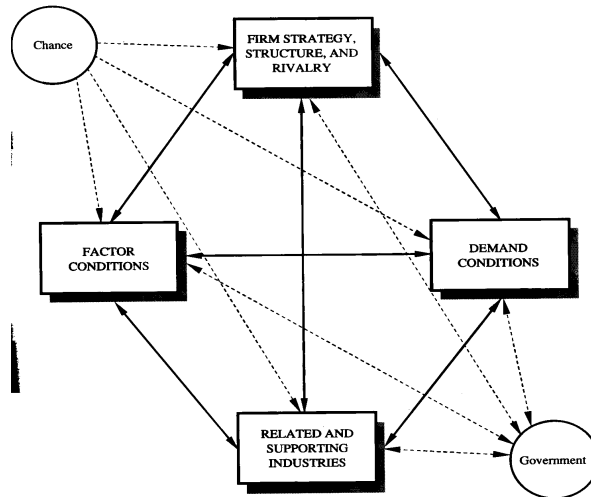 Chance
FIRM STRATEGY,
STRUCTURE, AND
RIVALRY
FACTOR
CONDITIONS
DEMAND
CONDITIONS
RELATED AND
SUPPORTING
INDUSTRIES
Government